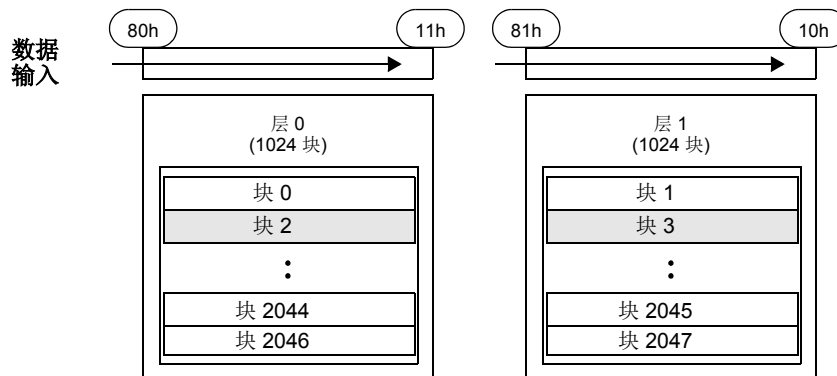 80h
11h
81h
10h
数据
输入
层 0
(1024 块)
块 0
块 2
块 2044
块 2046
层 1
(1024 块)
块 1
块 3
块 2045
块 2047